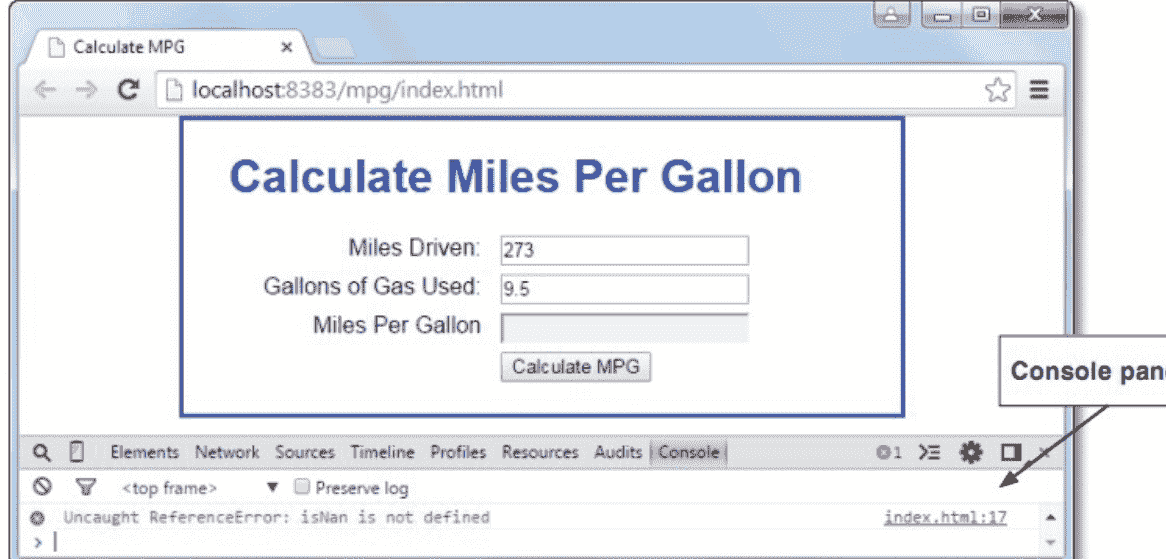 Calculate MPG
localhost:8383/mpg/index.html
Calculate Miles Per Gallon
Miles Driven: 273
Gallons of Gas Used: 9.5
Miles Per Gallon
Calculate MPG
Console pan
Elements Network Sources Timeline Profiles Resources Audits Console 1
<top frame> Preserve log
Uncaught ReferenceError: isNan is not defined index.html:17